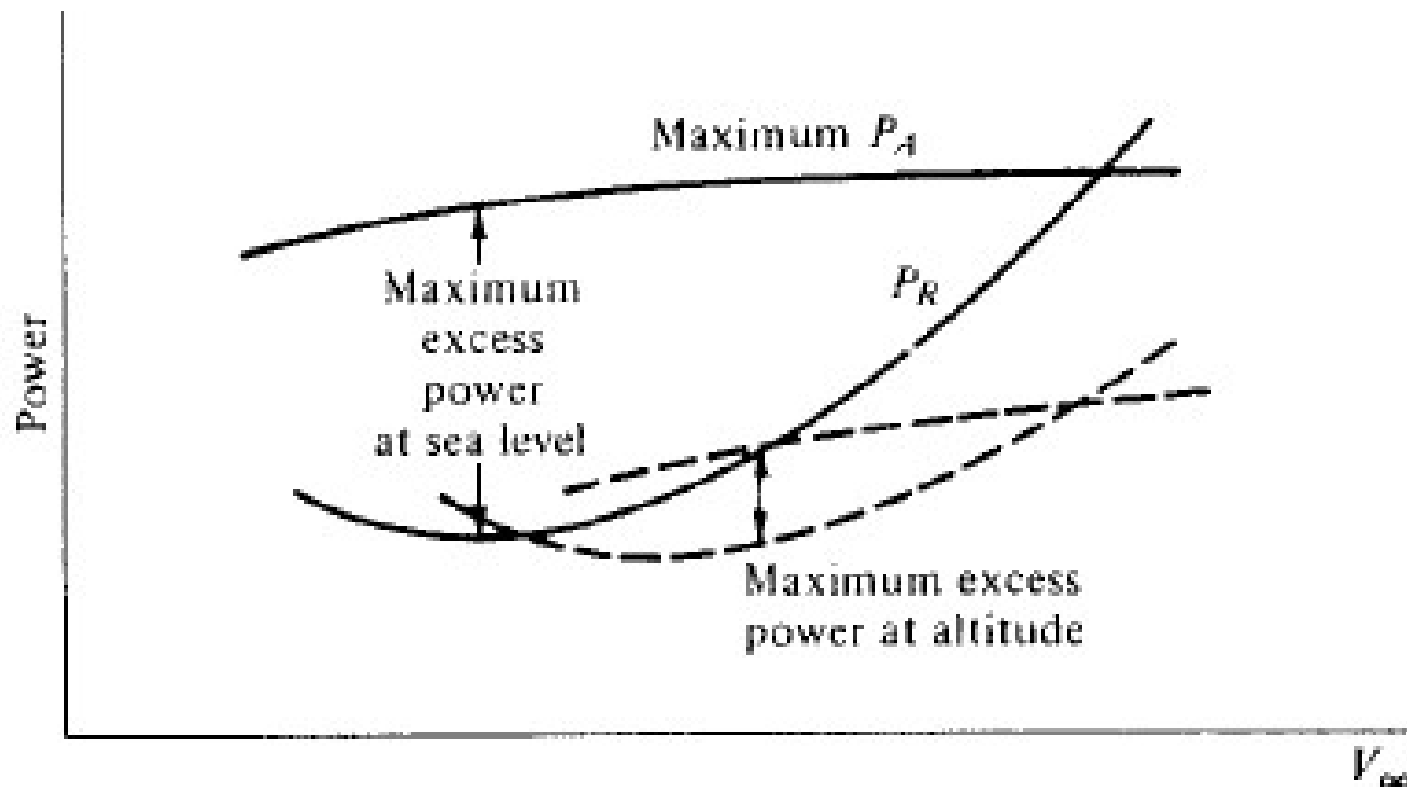 Maximum P_A
P_R
Maximum
excess
power
at sea level
Power
Maximum excess
power at altitude
V_∞